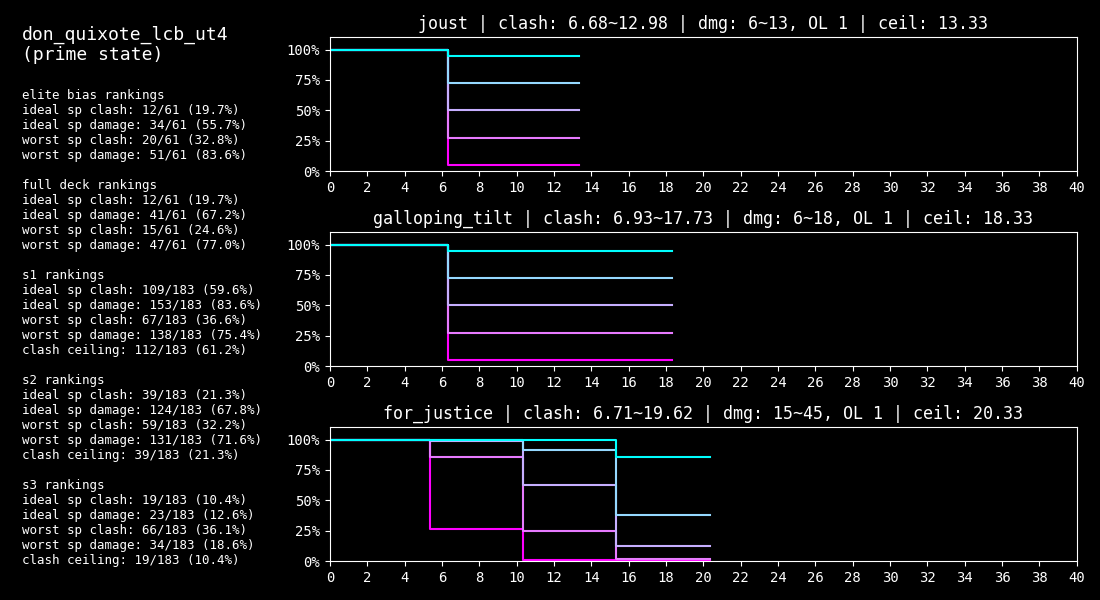 don_quixote_lcb_ut4
(prime state)
elite bias rankings
ideal sp clash: 12/61 (19.7%)
ideal sp damage: 34/61 (55.7%)
worst sp clash: 20/61 (32.8%)
worst sp damage: 51/61 (83.6%)
full deck rankings
ideal sp clash: 12/61 (19.7%)
ideal sp damage: 41/61 (67.2%)
worst sp clash: 15/61 (24.6%)
worst sp damage: 47/61 (77.0%)
s1 rankings
ideal sp clash: 109/183 (59.6%)
ideal sp damage: 153/183 (83.6%)
worst sp clash: 67/183 (36.6%)
worst sp damage: 138/183 (75.4%)
clash ceiling: 112/183 (61.2%)
s2 rankings
ideal sp clash: 39/183 (21.3%)
ideal sp damage: 124/183 (67.8%)
worst sp clash: 59/183 (32.2%)
worst sp damage: 131/183 (71.6%)
clash ceiling: 39/183 (21.3%)
s3 rankings
ideal sp clash: 19/183 (10.4%)
ideal sp damage: 23/183 (12.6%)
worst sp clash: 66/183 (36.1%)
worst sp damage: 34/183 (18.6%)
clash ceiling: 19/183 (10.4%)
joust | clash: 6.68~12.98 | dmg: 6~13, OL 1 | ceil: 13.33
100%
75%
50%
25%
0%
0 2 4 6 8 10 12 14 16 18 20 22 24 26 28 30 32 34 36 38 40
galloping_tilt | clash: 6.93~17.73 | dmg: 6~18, OL 1 | ceil: 18.33
100%
75%
50%
25%
0%
0 2 4 6 8 10 12 14 16 18 20 22 24 26 28 30 32 34 36 38 40
for_justice | clash: 6.71~19.62 | dmg: 15~45, OL 1 | ceil: 20.33
100%
75%
50%
25%
0%
0 2 4 6 8 10 12 14 16 18 20 22 24 26 28 30 32 34 36 38 40